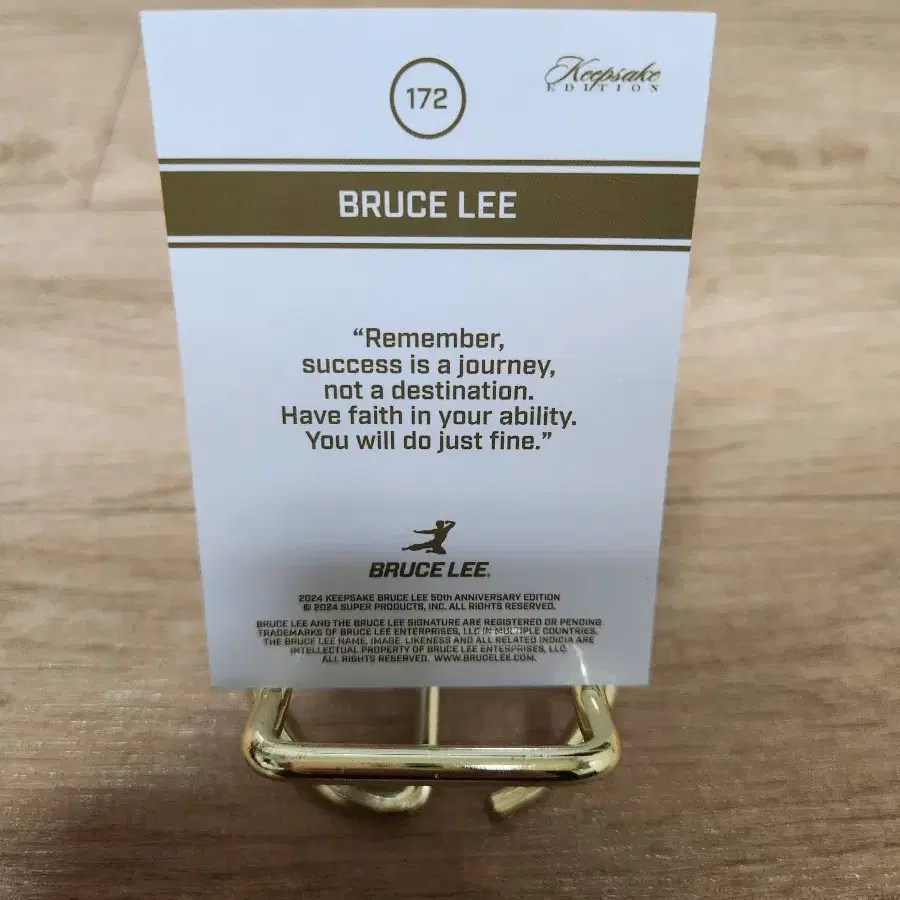 172
Keepsake
EDITION
BRUCE LEE
“Remember,
success is a journey,
not a destination.
Have faith in your ability.
You will do just fine.”
BRUCE LEE.
2024 KEEPSAKE BRUCE LEE 50th ANNIVERSARY EDITION
© 2024 SUPER PRODUCTS, INC. ALL RIGHTS RESERVED.
BRUCE LEE AND THE BRUCE LEE SIGNATURE ARE REGISTERED OR PENDING
TRADEMARKS OF BRUCE LEE ENTERPRISES, LLC IN MULTIPLE COUNTRIES.
THE BRUCE LEE NAME, IMAGE, LIKENESS AND ALL RELATED INDICIA ARE
INTELLECTUAL PROPERTY OF BRUCE LEE ENTERPRISES, LLC.
ALL RIGHTS RESERVED. WWW.BRUCELEE.COM.